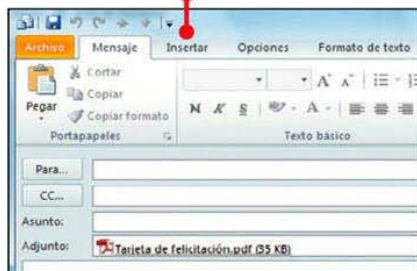 Archivo Mensaje Insertar Opciones Formato de texto
Cortar
Copiar
Pegar
Copiar formato
N K S A
Portapapeles Texto básico
Para...
CC...
Asunto:
Adjunto: Tarjeta de felicitación.pdf (35 KB)